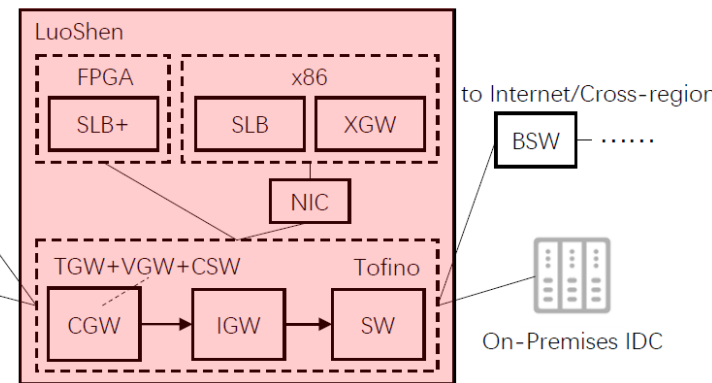 LuoShen
FPGA
x86
SLB+
SLB
XGW
to Internet/Cross-region
BSW
......
NIC
TGW+VGW+CSW
Tofino
CGW
IGW
SW
On-Premises IDC